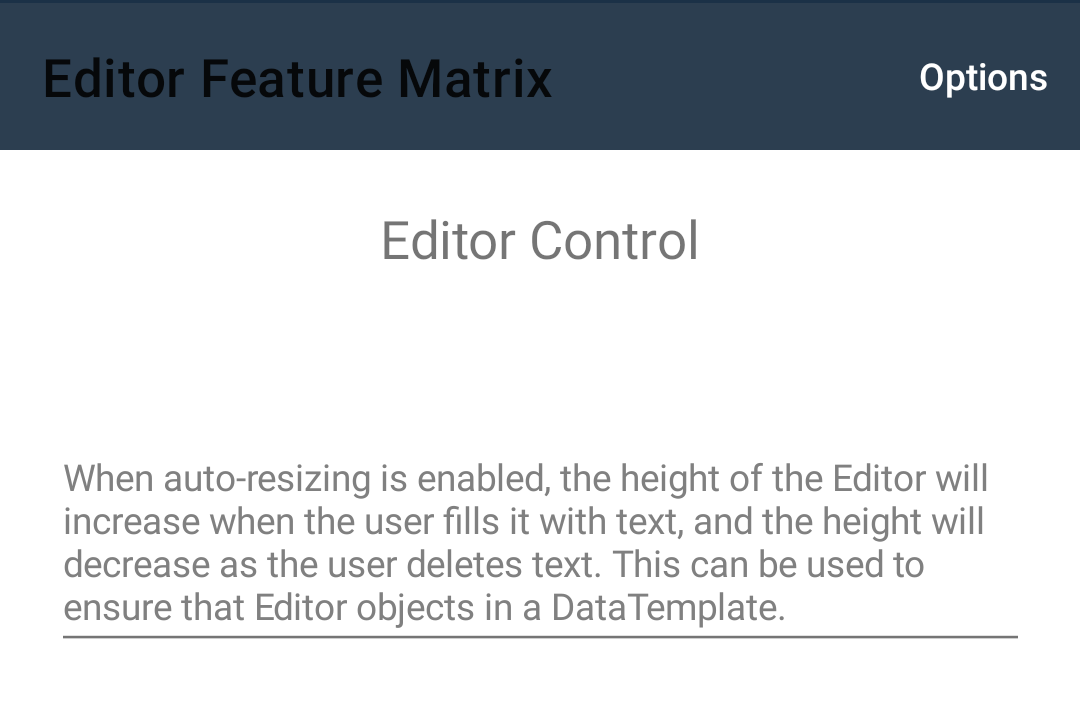 Editor Feature Matrix
Options
Editor Control
When auto-resizing is enabled, the height of the Editor will
increase when the user fills it with text, and the height will
decrease as the user deletes text. This can be used to
ensure that Editor objects in a DataTemplate.